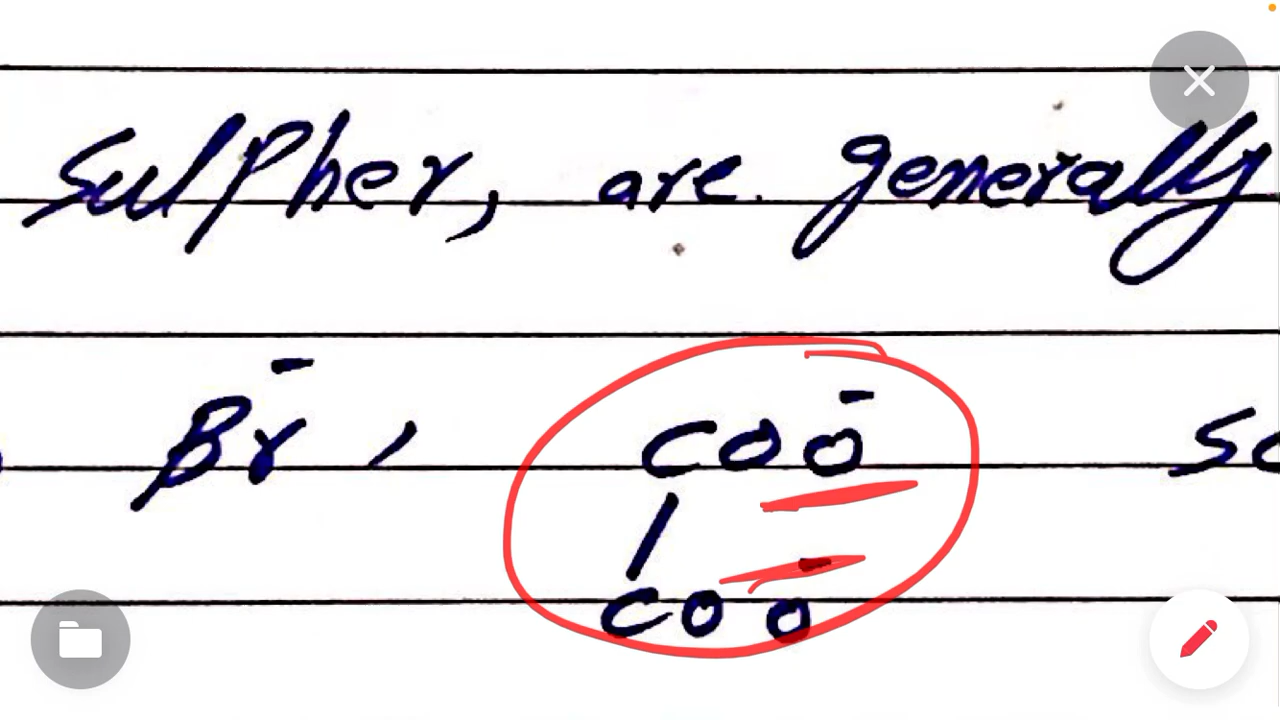 Sulpher, are generally
Br⁻, COO⁻
|
COO⁻